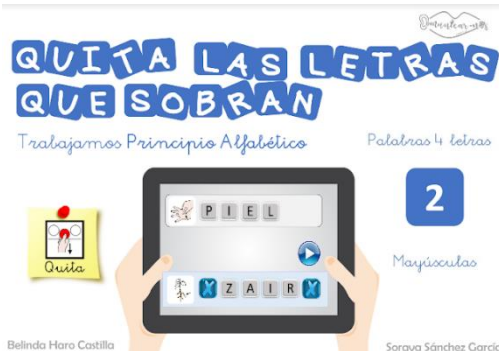 QUITA LAS LETRAS
QUE SOBRAN
Trabajamos Principio Alfabético
Palabras 4 letras
2
PIEL
Mayúsculas
Quita
X ZAIR X
Belinda Haro Castilla
Soraya Sánchez García